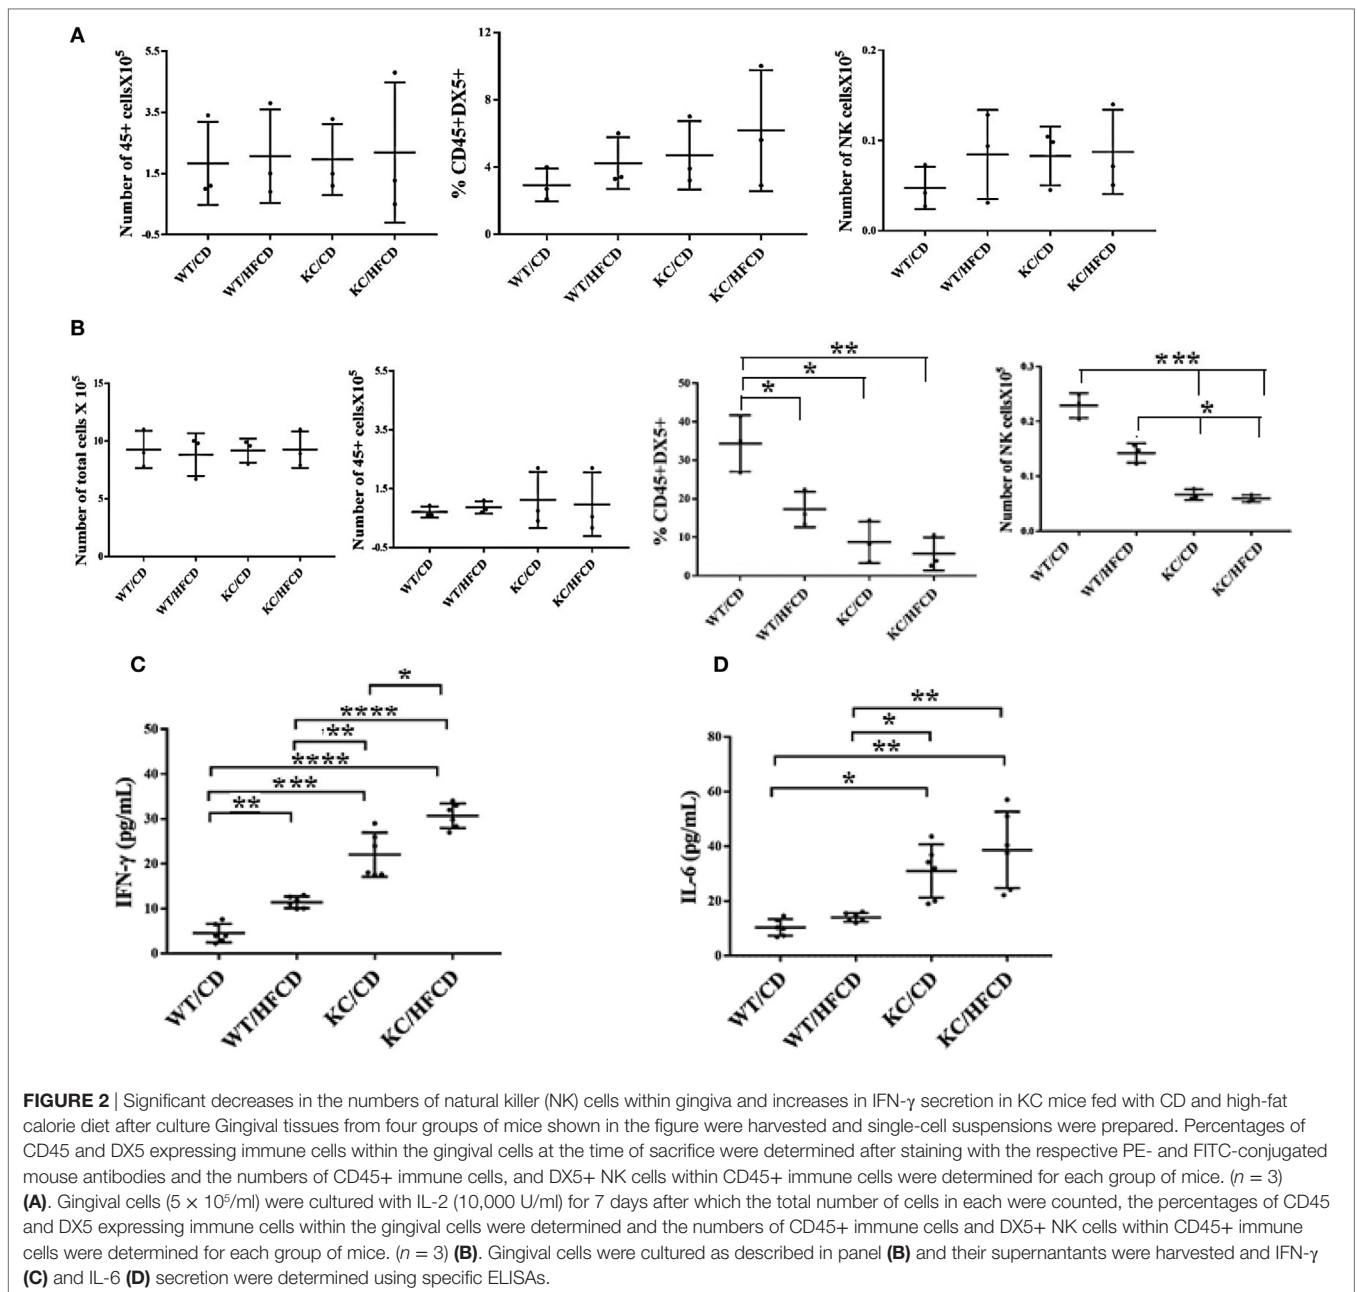 A
Number of 45+ cellsX10⁵
5.5
3.5
1.5
-0.5
WT/CD
WT/HFCD
KC/CD
KC/HFCD
% CD45+DX5+
12
8
4
0
WT/CD
WT/HFCD
KC/CD
KC/HFCD
Number of NK cellsX10⁵
0.2
0.1
0.0
WT/CD
WT/HFCD
KC/CD
KC/HFCD
B
Number of total cells X 10⁵
15
10
5
0
WT/CD
WT/HFCD
KC/CD
KC/HFCD
Number of 45+ cellsX10⁵
5.5
3.5
1.5
-0.5
WT/CD
WT/HFCD
KC/CD
KC/HFCD
% CD45+DX5+
**
*
*
50
40
30
20
10
0
WT/CD
WT/HFCD
KC/CD
KC/HFCD
Number of NK cellsX10⁵
***
*
0.3
0.2
0.1
0.0
WT/CD
WT/HFCD
KC/CD
KC/HFCD
C
IFN-γ (pg/mL)
*
****
**
****
***
**
50
40
30
20
10
0
WT/CD
WT/HFCD
KC/CD
KC/HFCD
D
IL-6 (pg/mL)
**
*
**
*
80
60
40
20
0
WT/CD
WT/HFCD
KC/CD
KC/HFCD
FIGURE 2 | Significant decreases in the numbers of natural killer (NK) cells within gingiva and increases in IFN-γ secretion in KC mice fed with CD and high-fat
calorie diet after culture Gingival tissues from four groups of mice shown in the figure were harvested and single-cell suspensions were prepared. Percentages of
CD45 and DX5 expressing immune cells within the gingival cells at the time of sacrifice were determined after staining with the respective PE- and FITC-conjugated
mouse antibodies and the numbers of CD45+ immune cells, and DX5+ NK cells within CD45+ immune cells were determined for each group of mice. (n = 3)
(A). Gingival cells (5 × 10⁵/ml) were cultured with IL-2 (10,000 U/ml) for 7 days after which the total number of cells in each were counted, the percentages of CD45
and DX5 expressing immune cells within the gingival cells were determined and the numbers of CD45+ immune cells and DX5+ NK cells within CD45+ immune
cells were determined for each group of mice. (n = 3) (B). Gingival cells were cultured as described in panel (B) and their supernantants were harvested and IFN-γ
(C) and IL-6 (D) secretion were determined using specific ELISAs.